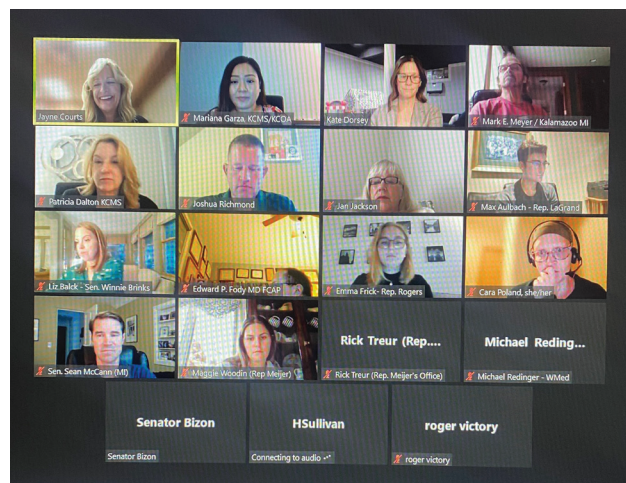 Jayne Courts
Mariana Garza, KCMS/KCOA
Kate Dorsey
Mark E. Meyer / Kalamazoo MI
Patricia Dalton KCMS
Joshua Richmond
Jan Jackson
Max Aulbach - Rep. LaGrand
Liz Balck - Sen. Winnie Brinks
Edward P. Fody MD FCAP
Emma Frick- Rep. Rogers
Cara Poland, she/her
Sen. Sean McCann (MI)
Maggie Woodin (Rep Meijer)
Rick Treur (Rep....
Rick Treur (Rep. Meijer's Office)
Michael Reding...
Michael Redinger - WMed
Senator Bizon
Senator Bizon
HSullivan
Connecting to audio
roger victory
roger victory